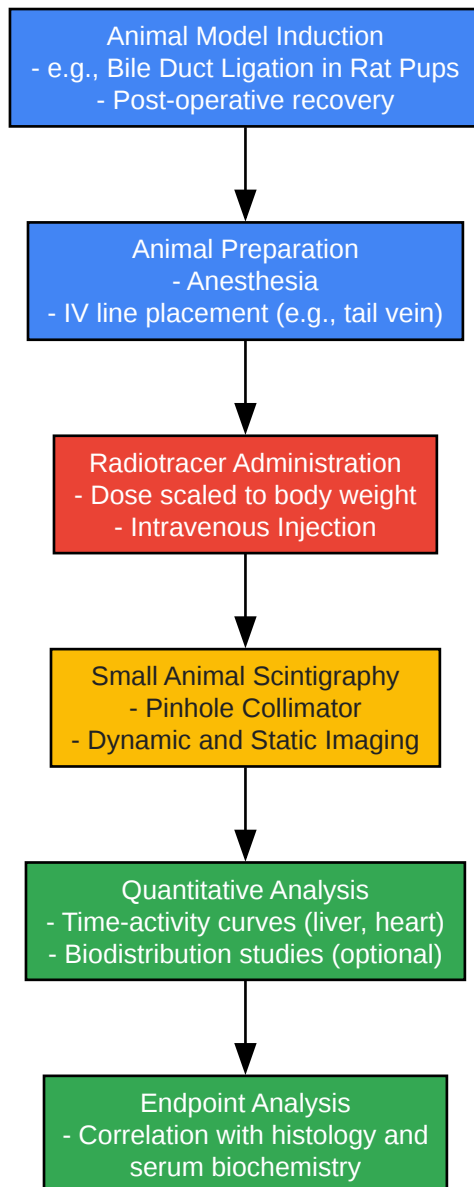 Animal Model Induction
- e.g., Bile Duct Ligation in Rat Pups
- Post-operative recovery
Animal Preparation
- Anesthesia
- IV line placement (e.g., tail vein)
Radiotracer Administration
- Dose scaled to body weight
- Intravenous Injection
Small Animal Scintigraphy
- Pinhole Collimator
- Dynamic and Static Imaging
Quantitative Analysis
- Time-activity curves (liver, heart)
- Biodistribution studies (optional)
Endpoint Analysis
- Correlation with histology and
serum biochemistry